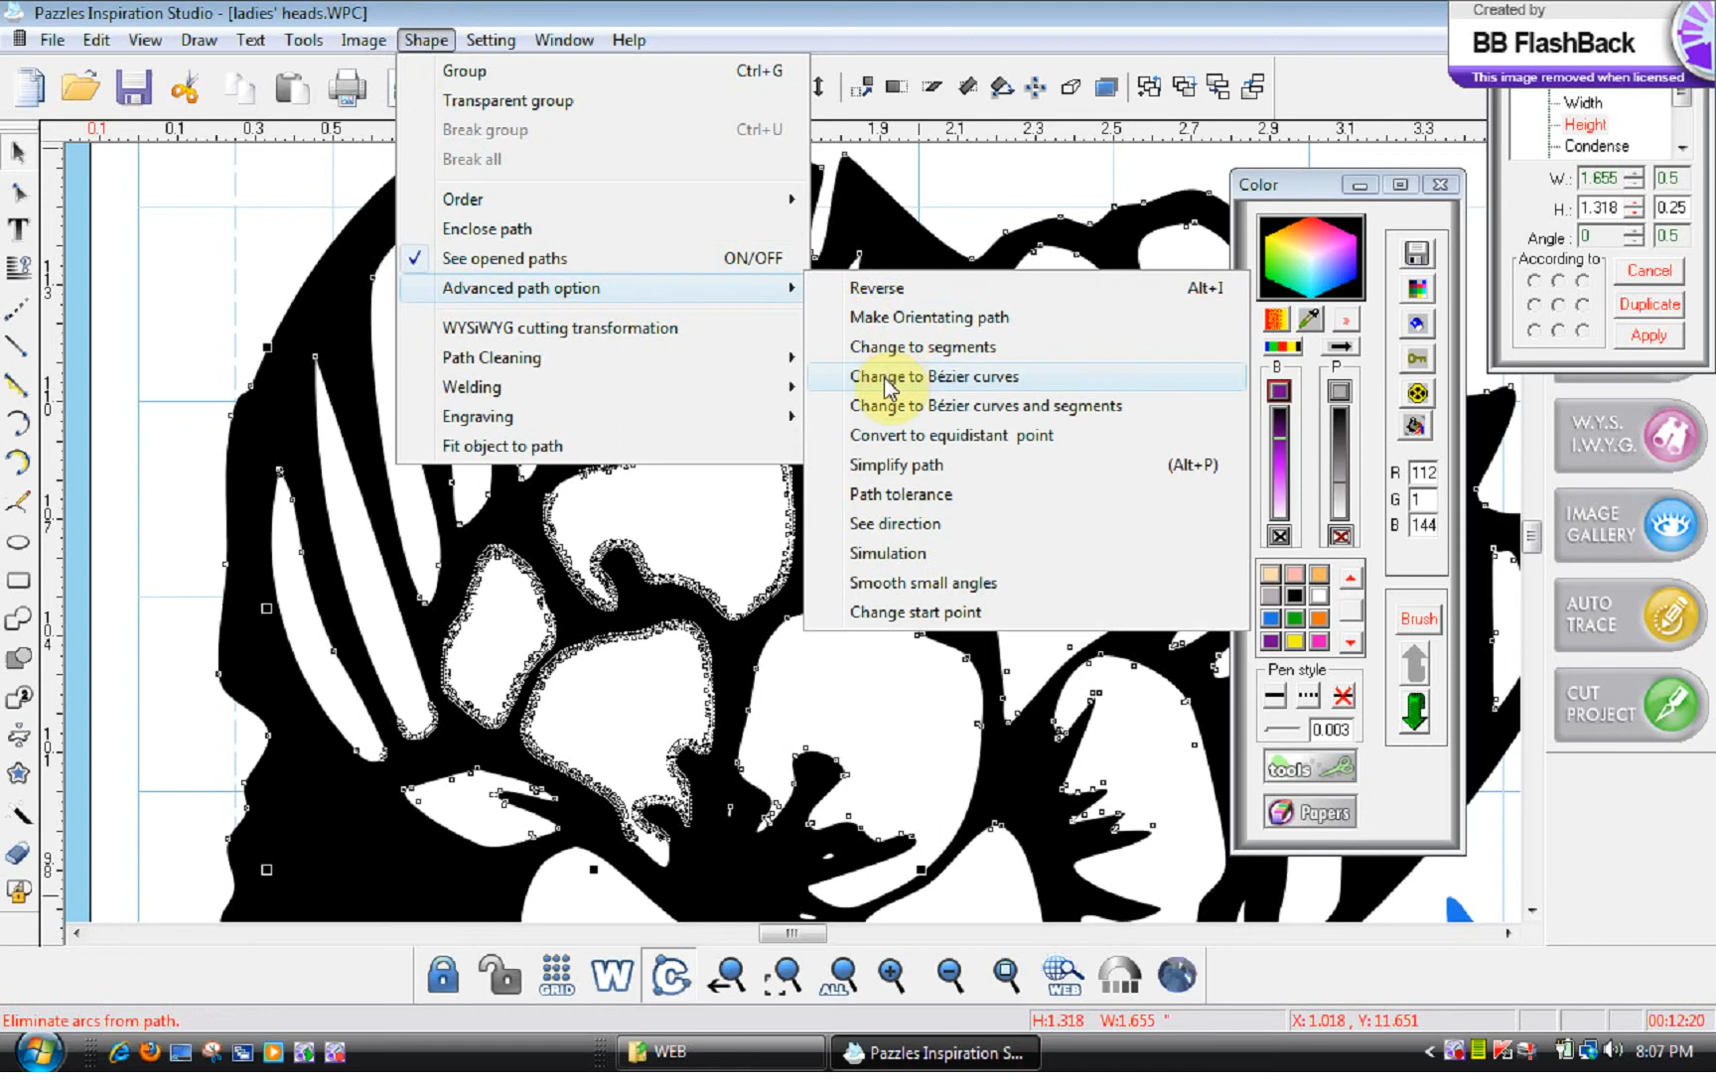 Pazzles Inspiration Studio - [ladies' heads.WPC]
Created by
BB FlashBack
This image removed when licensed
File Edit View Draw Text Tools Image Shape Setting Window Help
Group Ctrl+G
Transparent group
Break group Ctrl+U
Break all
Order
Enclose path
See opened paths ON/OFF
Advanced path option
WYSiWYG cutting transformation
Path Cleaning
Welding
Engraving
Fit object to path
Reverse Alt+I
Make Orientating path
Change to segments
Change to Bézier curves
Change to Bézier curves and segments
Convert to equidistant point
Simplify path (Alt+P)
Path tolerance
See direction
Simulation
Smooth small angles
Change start point
0.1 0.1 0.3 0.5 1.9 1 2.1 2.3 2.5 2.7 2.9 3.1 3.3
Width
Height
Condense
W.: 1.655 0.5
H.: 1.318 0.25
Angle : 0 0.5
According to
Cancel
Duplicate
Apply
Color
B P
R 112
G 1
B 144
Brush
Pen style
0.003
tools
Papers
W.Y.S.
I.W.Y.G.
IMAGE
GALLERY
AUTO
TRACE
CUT
PROJECT
GRID W C ALL WEB
Eliminate arcs from path.
H:1.318 W:1.655 "
X: 1.018 , Y: 11.651
00:12:20
WEB
Pazzles Inspiration S...
8:07 PM